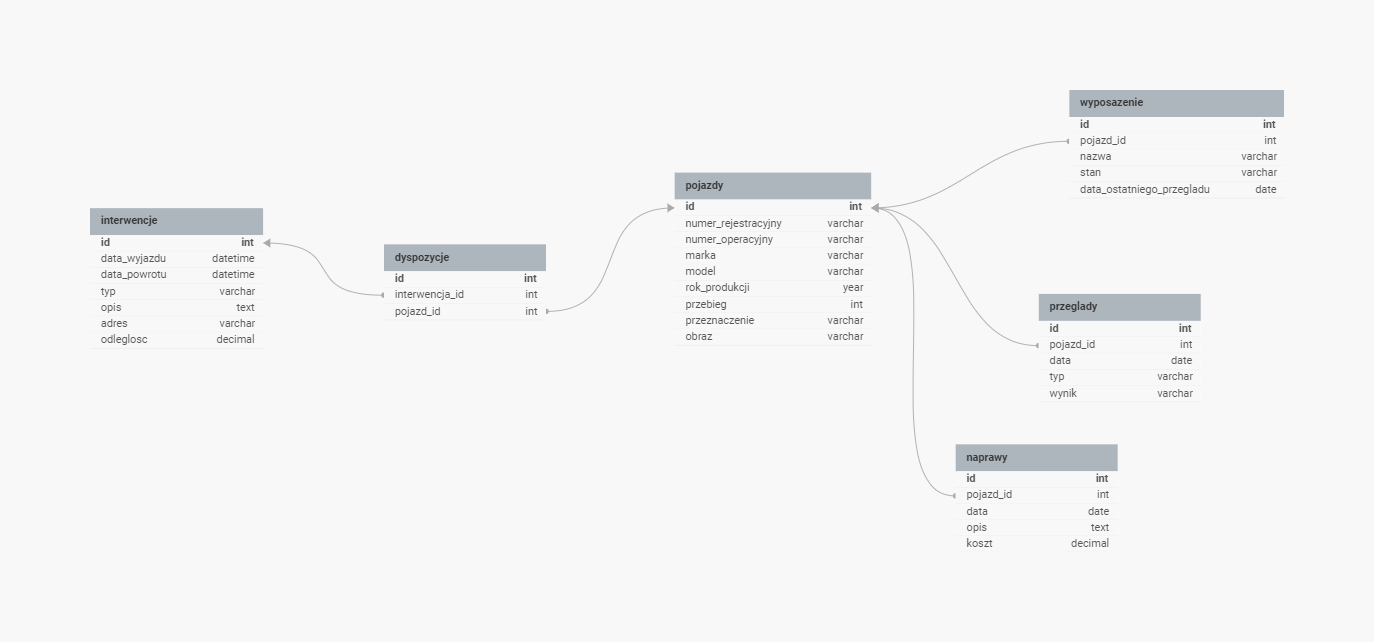 interwencje
id int
data_wyjazdu datetime
data_powrotu datetime
typ varchar
opis text
adres varchar
odleglosc decimal
dyspozycje
id int
interwencja_id int
pojazd_id int
pojazdy
id int
numer_rejestracyjny varchar
numer_operacyjny varchar
marka varchar
model varchar
rok_produkcji year
przebieg int
przeznaczenie varchar
obraz varchar
wyposazenie
id int
pojazd_id int
nazwa varchar
stan varchar
data_ostatniego_przegladu date
przeglady
id int
pojazd_id int
data date
typ varchar
wynik varchar
naprawy
id int
pojazd_id int
data date
opis text
koszt decimal